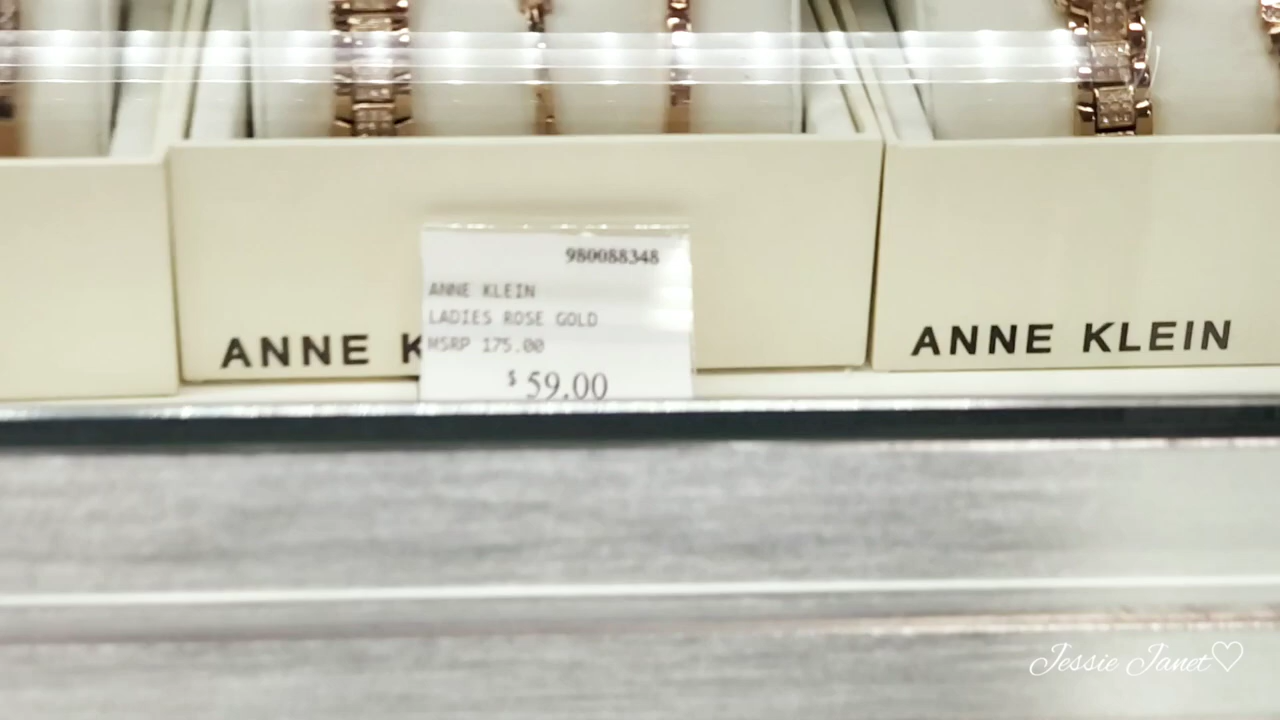 980088348
ANNE KLEIN
LADIES ROSE GOLD
MSRP 175.00
$ 59.00
ANNE K
ANNE KLEIN
Jessie Janet♡